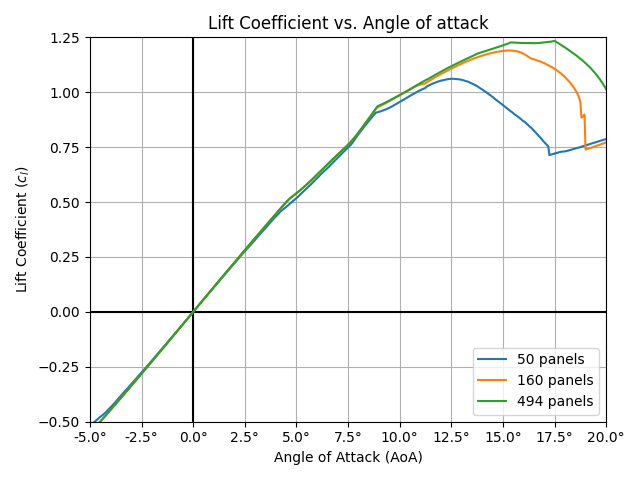 Lift Coefficient vs. Angle of attack
Lift Coefficient (cₗ)
1.25
1.00
0.75
0.50
0.25
0.00
−0.25
−0.50
-5.0° -2.5° 0.0° 2.5° 5.0° 7.5° 10.0° 12.5° 15.0° 17.5° 20.0°
Angle of Attack (AoA)
50 panels
160 panels
494 panels